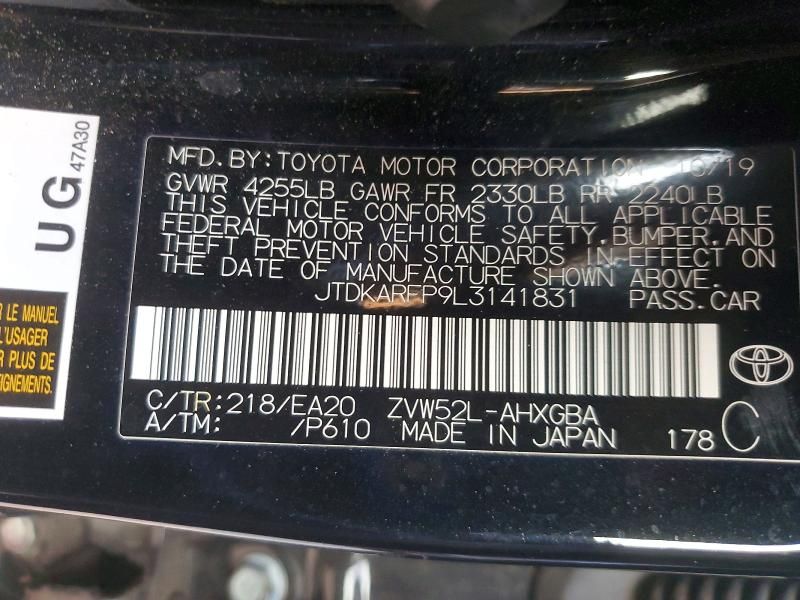 UG
47A30
R LE MANUEL
L'USAGER
R PLUS DE
EIGNEMENTS.
MFD. BY: TOYOTA MOTOR CORPORATION 10/19
GVWR 4255LB GAWR FR 2330LB RR 2240LB
THIS VEHICLE CONFORMS TO ALL APPLICABLE
FEDERAL MOTOR VEHICLE SAFETY, BUMPER, AND
THEFT PREVENTION STANDARDS IN EFFECT ON
THE DATE OF MANUFACTURE SHOWN ABOVE.
JTDKARFP9L3141831 PASS.CAR
C/TR:218/EA20 ZVW52L-AHXGBA
A/TM: /P610 MADE IN JAPAN 178 C